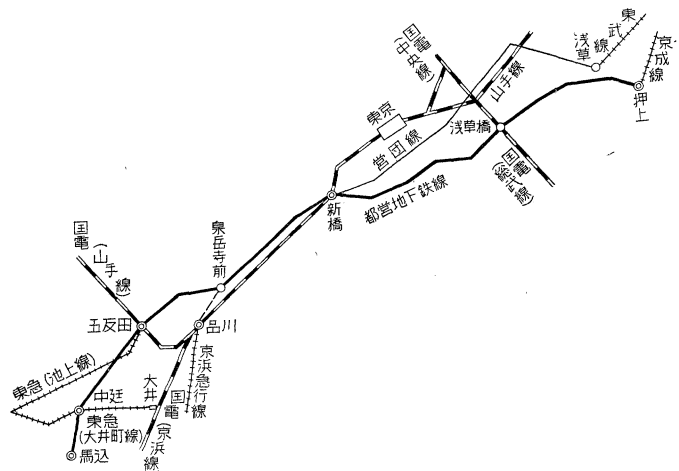 東武線
京成線
浅草
押上
国電
(中央線)
山手線
東京
営団線
浅草橋
国電
(総武線)
都営地下鉄線
新橋
泉岳寺前
国電
(山手線)
五反田
品川
東急(池上線)
京浜急行線
大井
国電
(京浜線)
中延
東急
(大井町線)
馬込